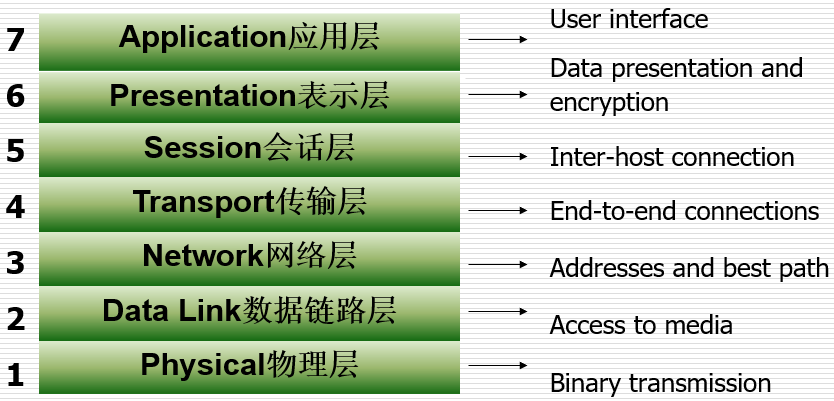 7 Application应用层 User interface
6 Presentation表示层 Data presentation and
encryption
5 Session会话层 Inter-host connection
4 Transport传输层 End-to-end connections
3 Network网络层 Addresses and best path
2 Data Link数据链路层 Access to media
1 Physical物理层 Binary transmission